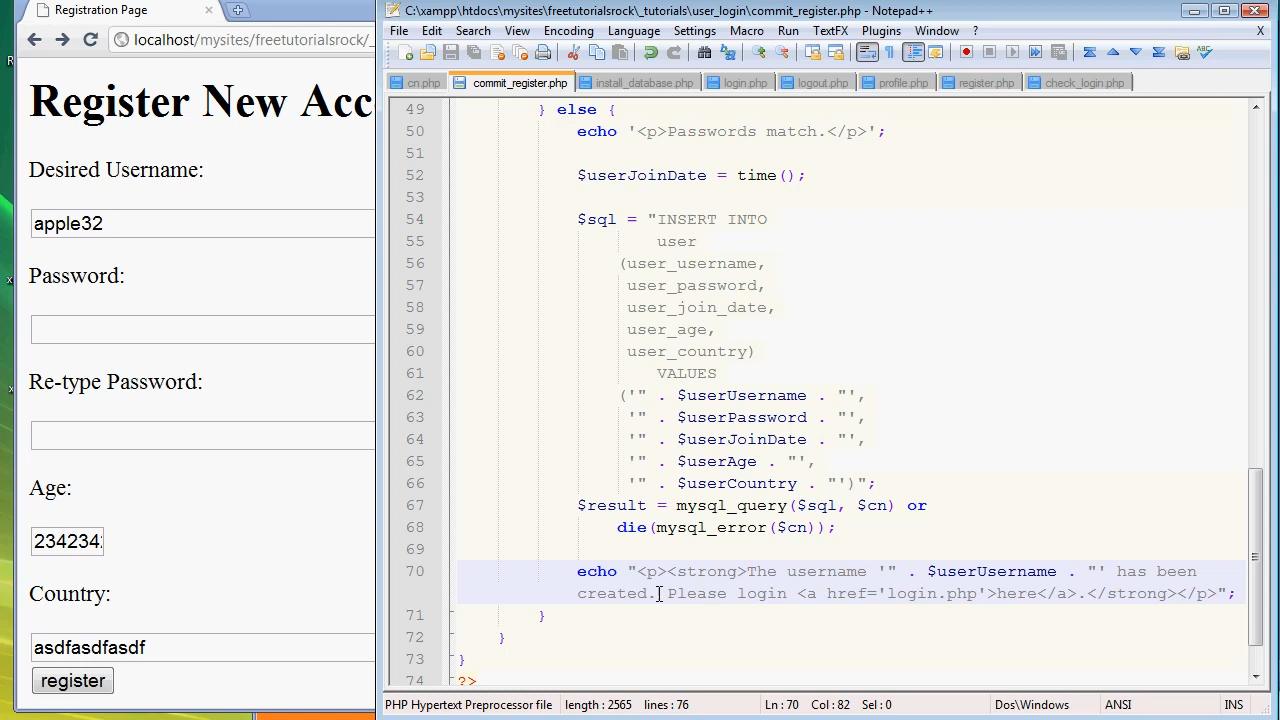 Registration Page
localhost/mysites/freetutorialsrock/_
Register New Acc
Desired Username:
apple32
Password:
Re-type Password:
Age:
234234
Country:
asdfasdfasdf
register
C:\xampp\htdocs\mysites\freetutorialsrock\_tutorials\user_login\commit_register.php - Notepad++
File Edit Search View Encoding Language Settings Macro Run TextFX Plugins Window ? X
cn.php commit_register.php install_database.php login.php logout.php profile.php register.php check_login.php
49 } else {
50 echo '<p>Passwords match.</p>';
51
52 $userJoinDate = time();
53
54 $sql = "INSERT INTO
55 user
56 (user_username,
57 user_password,
58 user_join_date,
59 user_age,
60 user_country)
61 VALUES
62 ('" . $userUsername . "',
63 '" . $userPassword . "',
64 '" . $userJoinDate . "',
65 '" . $userAge . "',
66 '" . $userCountry . "')";
67 $result = mysql_query($sql, $cn) or
68 die(mysql_error($cn));
69
70 echo "<p><strong>The username '" . $userUsername . "' has been
created. Please login <a href='login.php'>here</a>.</strong></p>";
71 }
72 }
73 }
74 ?>
PHP Hypertext Preprocessor file length : 2565 lines : 76 Ln : 70 Col : 82 Sel : 0 Dos\Windows ANSI INS